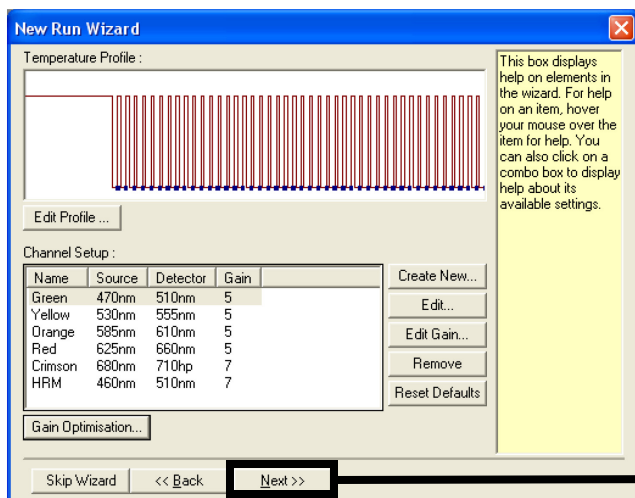 New Run Wizard
Temperature Profile :
This box displays
help on elements in
the wizard. For help
on an item, hover
your mouse over the
item for help. You
can also click on a
combo box to display
help about its
available settings.
Edit Profile ...
Channel Setup :
Name Source Detector Gain
Green 470nm 510nm 5
Yellow 530nm 555nm 5
Orange 585nm 610nm 5
Red 625nm 660nm 5
Crimson 680nm 710hp 7
HRM 460nm 510nm 7
Create New...
Edit...
Edit Gain...
Remove
Reset Defaults
Gain Optimisation...
Skip Wizard << Back Next >>